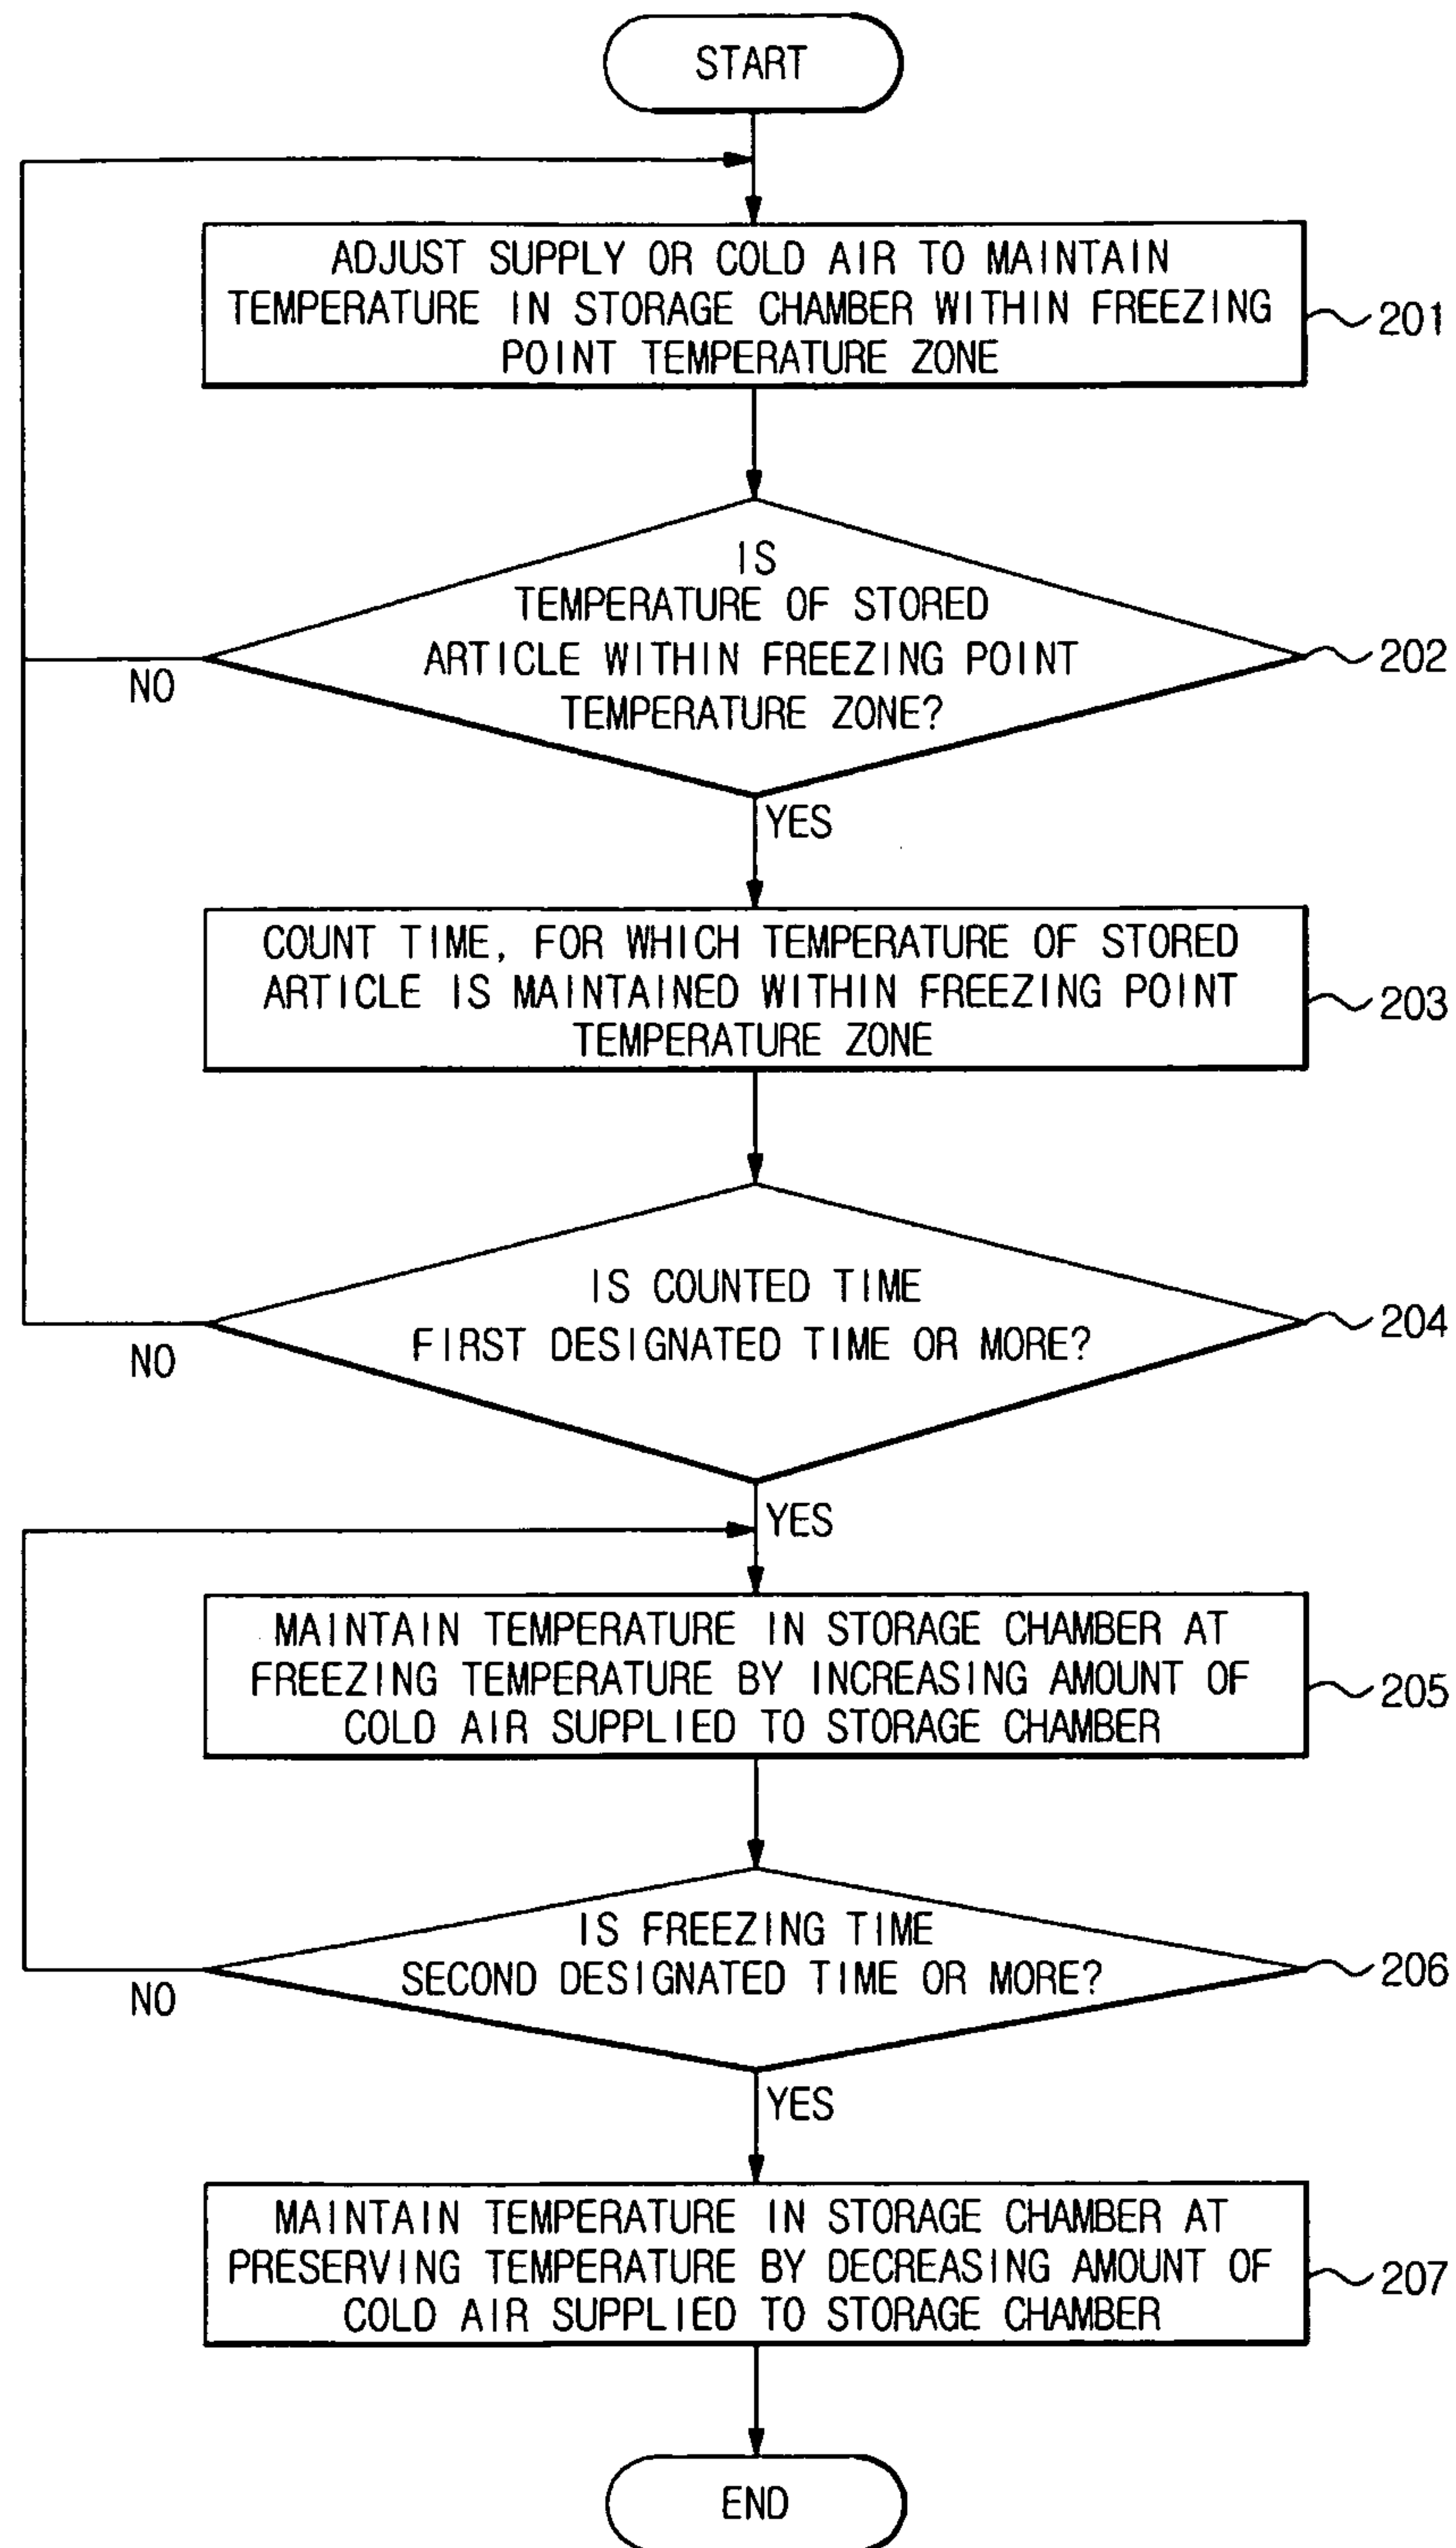 START
ADJUST SUPPLY OR COLD AIR TO MAINTAIN
TEMPERATURE IN STORAGE CHAMBER WITHIN FREEZING
POINT TEMPERATURE ZONE
201
IS
TEMPERATURE OF STORED
ARTICLE WITHIN FREEZING POINT
TEMPERATURE ZONE?
202
NO
YES
COUNT TIME, FOR WHICH TEMPERATURE OF STORED
ARTICLE IS MAINTAINED WITHIN FREEZING POINT
TEMPERATURE ZONE
203
IS COUNTED TIME
FIRST DESIGNATED TIME OR MORE?
204
NO
YES
MAINTAIN TEMPERATURE IN STORAGE CHAMBER AT
FREEZING TEMPERATURE BY INCREASING AMOUNT OF
COLD AIR SUPPLIED TO STORAGE CHAMBER
205
IS FREEZING TIME
SECOND DESIGNATED TIME OR MORE?
206
NO
YES
MAINTAIN TEMPERATURE IN STORAGE CHAMBER AT
PRESERVING TEMPERATURE BY DECREASING AMOUNT OF
COLD AIR SUPPLIED TO STORAGE CHAMBER
207
END